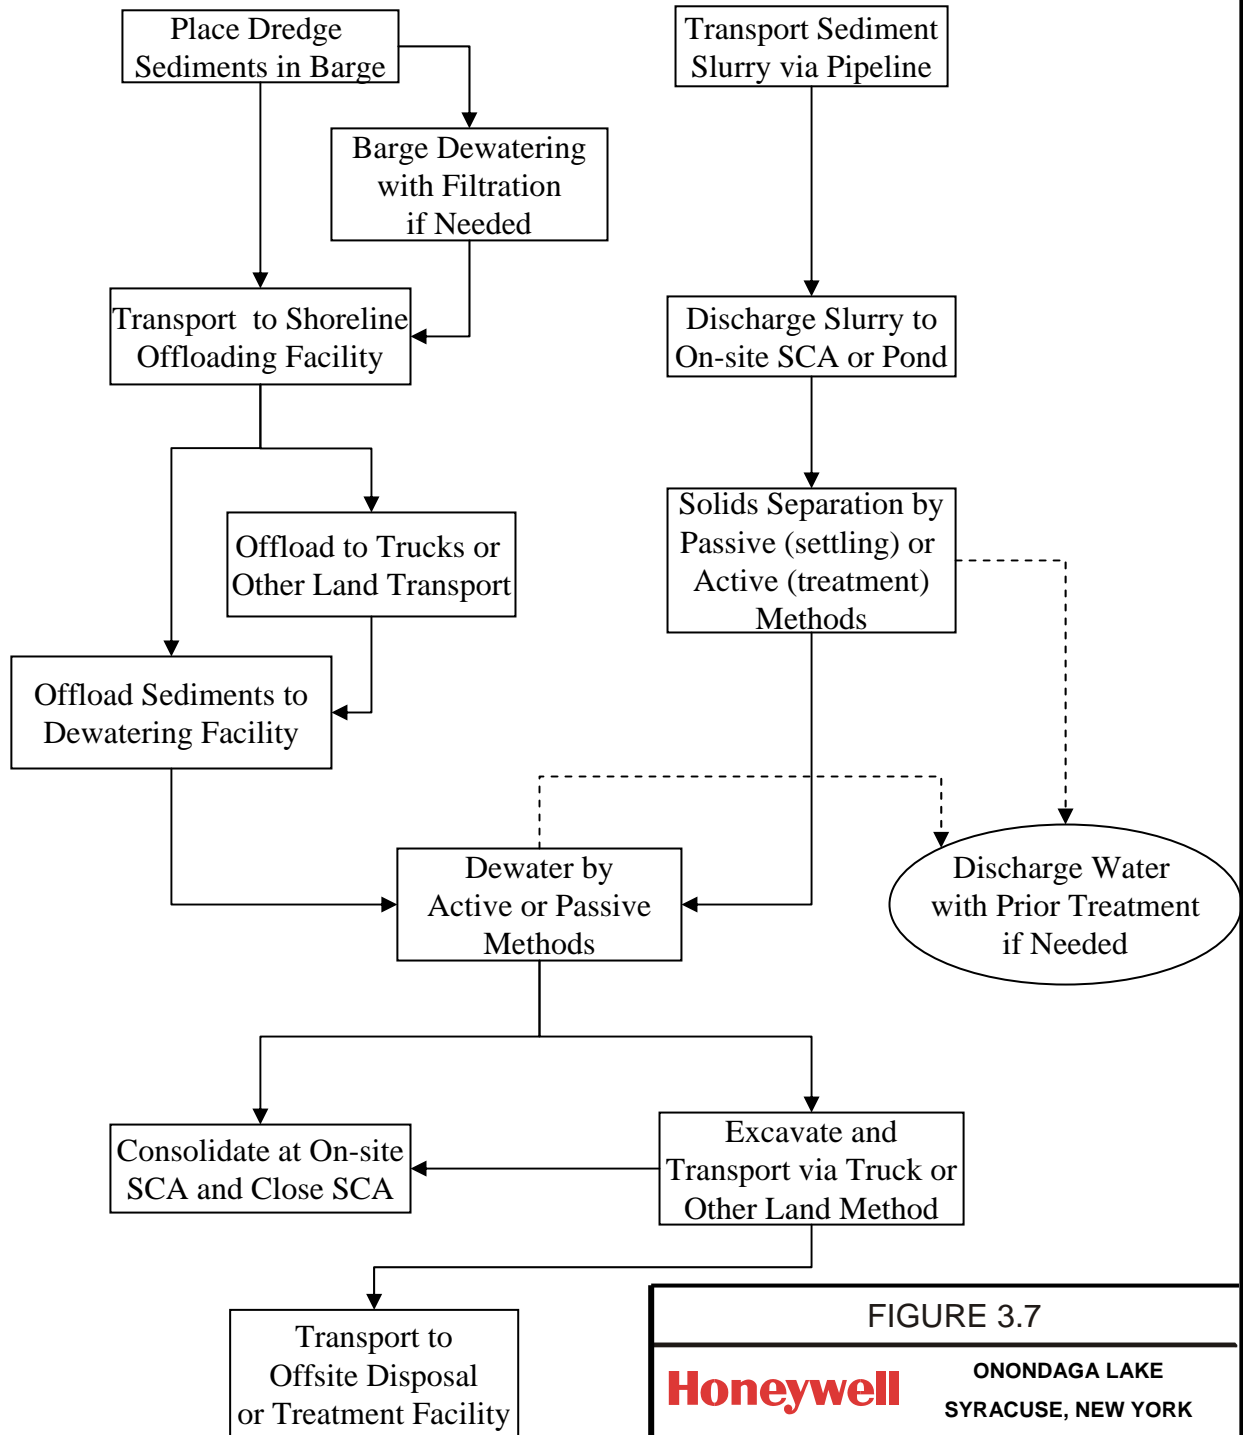 Place Dredge
Sediments in Barge
Transport Sediment
Slurry via Pipeline
Barge Dewatering
with Filtration
if Needed
Transport to Shoreline
Offloading Facility
Discharge Slurry to
On-site SCA or Pond
Offload to Trucks or
Other Land Transport
Solids Separation by
Passive (settling) or
Active (treatment)
Methods
Offload Sediments to
Dewatering Facility
Dewater by
Active or Passive
Methods
Discharge Water
with Prior Treatment
if Needed
Consolidate at On-site
SCA and Close SCA
Excavate and
Transport via Truck or
Other Land Method
Transport to
Offsite Disposal
or Treatment Facility
FIGURE 3.7
Honeywell
ONONDAGA LAKE
SYRACUSE, NEW YORK